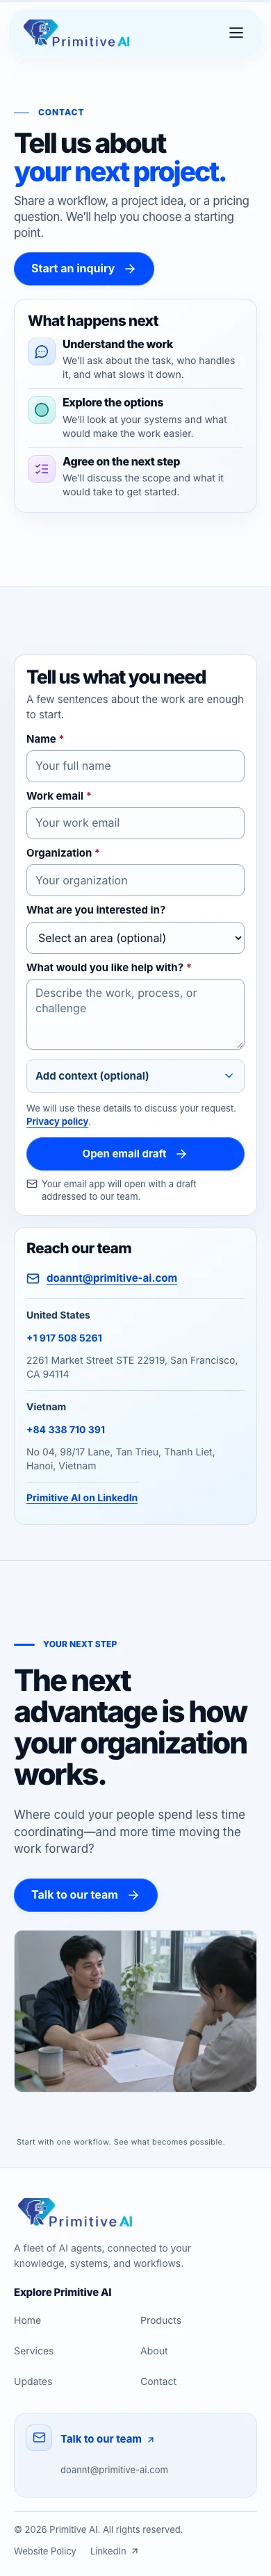 Primitive AI
CONTACT
Tell us about
your next project.
Share a workflow, a project idea, or a pricing
question. We'll help you choose a starting
point.
Start an inquiry
What happens next
Understand the work
We'll ask about the task, who handles
it, and what slows it down.
Explore the options
We'll look at your systems and what
would make the work easier.
Agree on the next step
We'll discuss the scope and what it
would take to get started.
Tell us what you need
A few sentences about the work are enough
to start.
Name *
Your full name
Work email *
Your work email
Organization *
Your organization
What are you interested in?
Select an area (optional)
What would you like help with? *
Describe the work, process, or
challenge
Add context (optional)
We will use these details to discuss your request.
Privacy policy.
Open email draft
Your email app will open with a draft
addressed to our team.
Reach our team
doannt@primitive-ai.com
United States
+1 917 508 5261
2261 Market Street STE 22919, San Francisco,
CA 94114
Vietnam
+84 338 710 391
No 04, 98/17 Lane, Tan Trieu, Thanh Liet,
Hanoi, Vietnam
Primitive AI on LinkedIn
YOUR NEXT STEP
The next
advantage is how
your organization
works.
Where could your people spend less time
coordinating—and more time moving the
work forward?
Talk to our team
Start with one workflow. See what becomes possible.
Primitive AI
A fleet of AI agents, connected to your
knowledge, systems, and workflows.
Explore Primitive AI
Home Products
Services About
Updates Contact
Talk to our team
doannt@primitive-ai.com
© 2026 Primitive AI. All rights reserved.
Website Policy LinkedIn